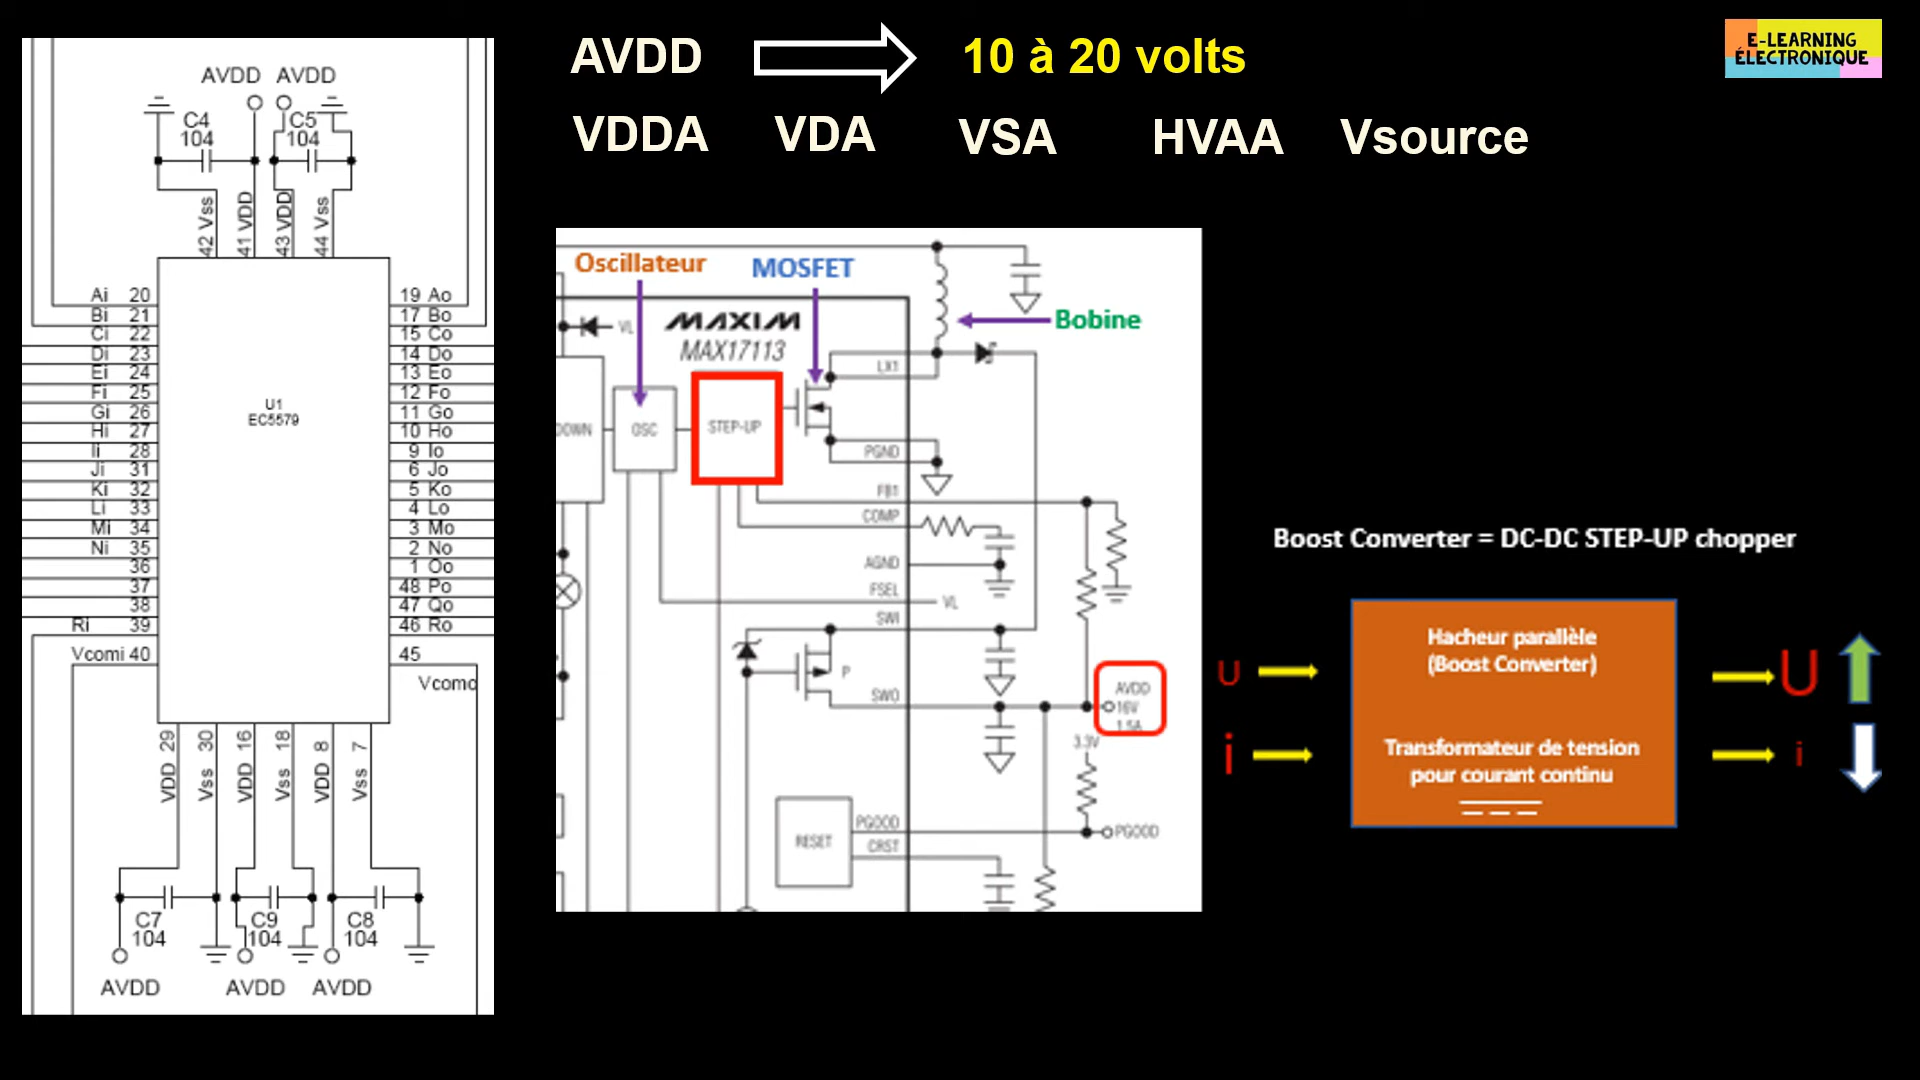 AVDD
10 à 20 volts
VDDA VDA VSA HVAA Vsource
E-LEARNING
ÉLECTRONIQUE
AVDD AVDD
C4
104
C5
104
42 Vss
41 VDD
43 VDD
44 Vss
Ai 20
Bi 21
Ci 22
Di 23
Ei 24
Fi 25
Gi 26
Hi 27
Ii 28
Ji 31
Ki 32
Li 33
Mi 34
Ni 35
36
37
38
Ri 39
Vcomi 40
U1
EC5579
19 Ao
17 Bo
15 Co
14 Do
13 Eo
12 Fo
11 Go
10 Ho
9 Io
6 Jo
5 Ko
4 Lo
3 Mo
2 No
1 Oo
48 Po
47 Qo
46 Ro
45
Vcomo
VDD 29
Vss 30
VDD 16
Vss 18
VDD 8
Vss 7
C7
104
C9
104
C8
104
AVDD AVDD AVDD
Oscillateur
MOSFET
Bobine
VL
MAXIM
MAX17113
LX1
DOWN
OSC
STEP-UP
PGND
FB1
COMP
AGND
FSEL
VL
SWI
P
SWO
AVDD
16V
1.5A
3.3V
RESET
PGOOD
PGOOD
CRST
Boost Converter = DC-DC STEP-UP chopper
Hacheur parallèle
(Boost Converter)
Transformateur de tension
pour courant continu
U
U
i
i